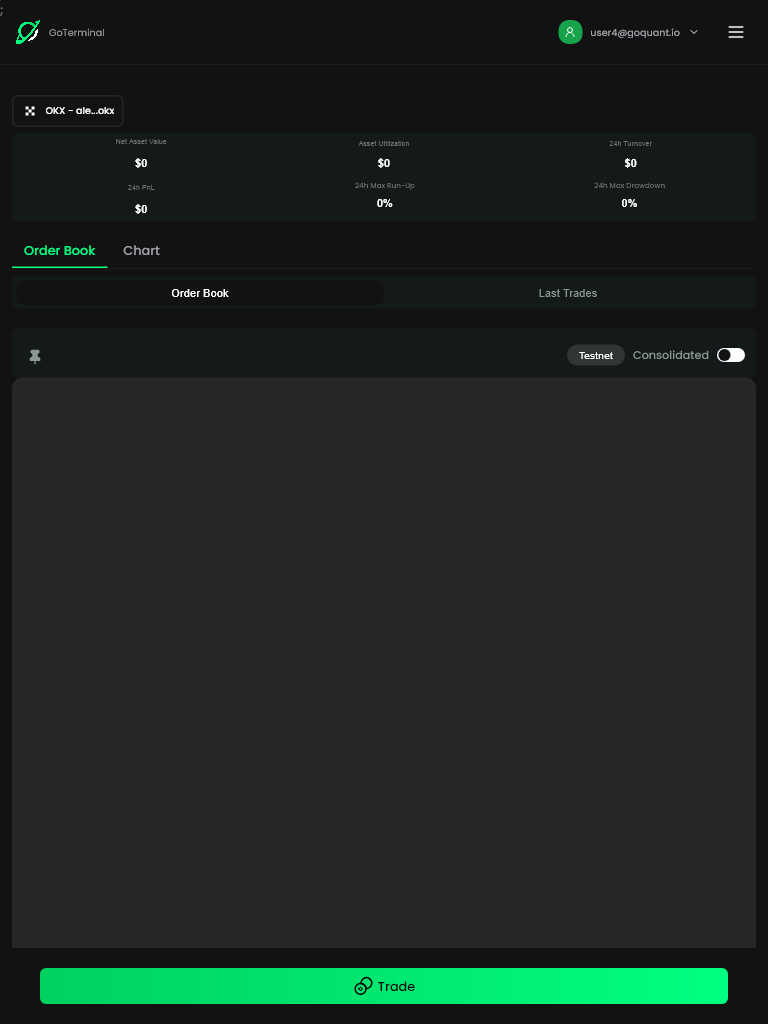 ;
GoTerminal
user4@goquant.io
OKX - ale...okx
Net Asset Value
$0
Asset Utilization
$0
24h Turnover
$0
24h PnL
$0
24h Max Run-Up
0%
24h Max Drawdown
0%
Order Book
Chart
Order Book
Last Trades
Testnet
Consolidated
Trade